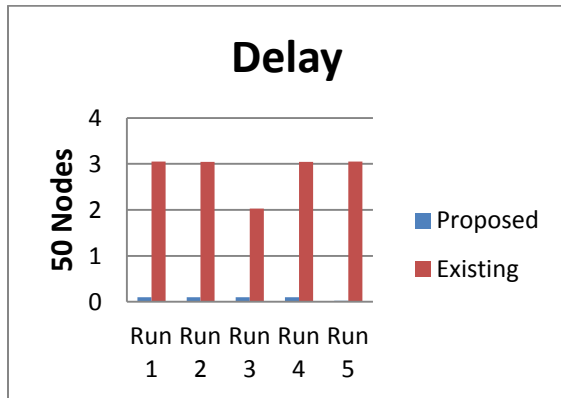 Delay
50 Nodes
4
3
2
1
0
Run 1
Run 2
Run 3
Run 4
Run 5
Proposed
Existing